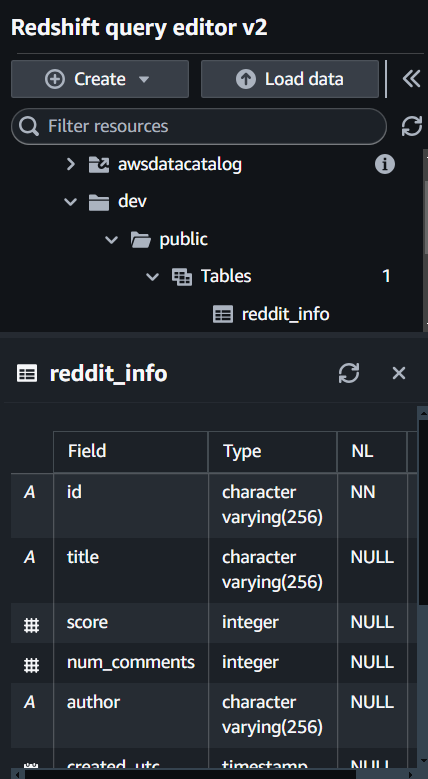 Redshift query editor v2
Create Load data
Filter resources
awsdatacatalog
dev
public
Tables 1
reddit_info
reddit_info
Field Type NL
A id character varying(256) NN
A title character varying(256) NULL
score integer NULL
num_comments integer NULL
A author character varying(256) NULL
created_utc timestamp NULL